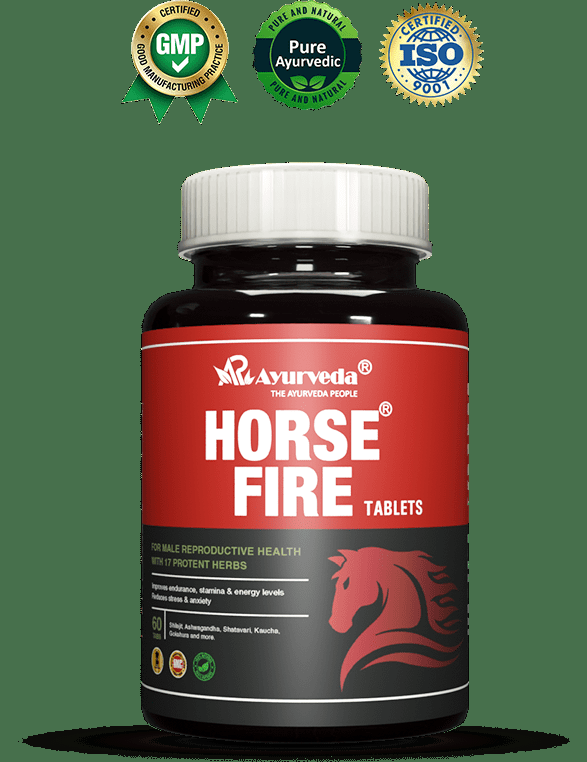 CERTIFIED
GMP
GOOD MANUFACTURING PRACTICE
PURE AND NATURAL
Pure
Ayurvedic
PURE AND NATURAL
CERTIFIED
ISO
9001
AR Ayurveda®
THE AYURVEDA PEOPLE
HORSE®
FIRE TABLETS
FOR MALE REPRODUCTIVE HEALTH
WITH 17 PROTENT HERBS
Improves endurance, stamina & energy levels
Reduces stress & anxiety
60
Tablets
Shilajit, Ashwagandha, Shatavari, Kaucha,
Gokshura and more.